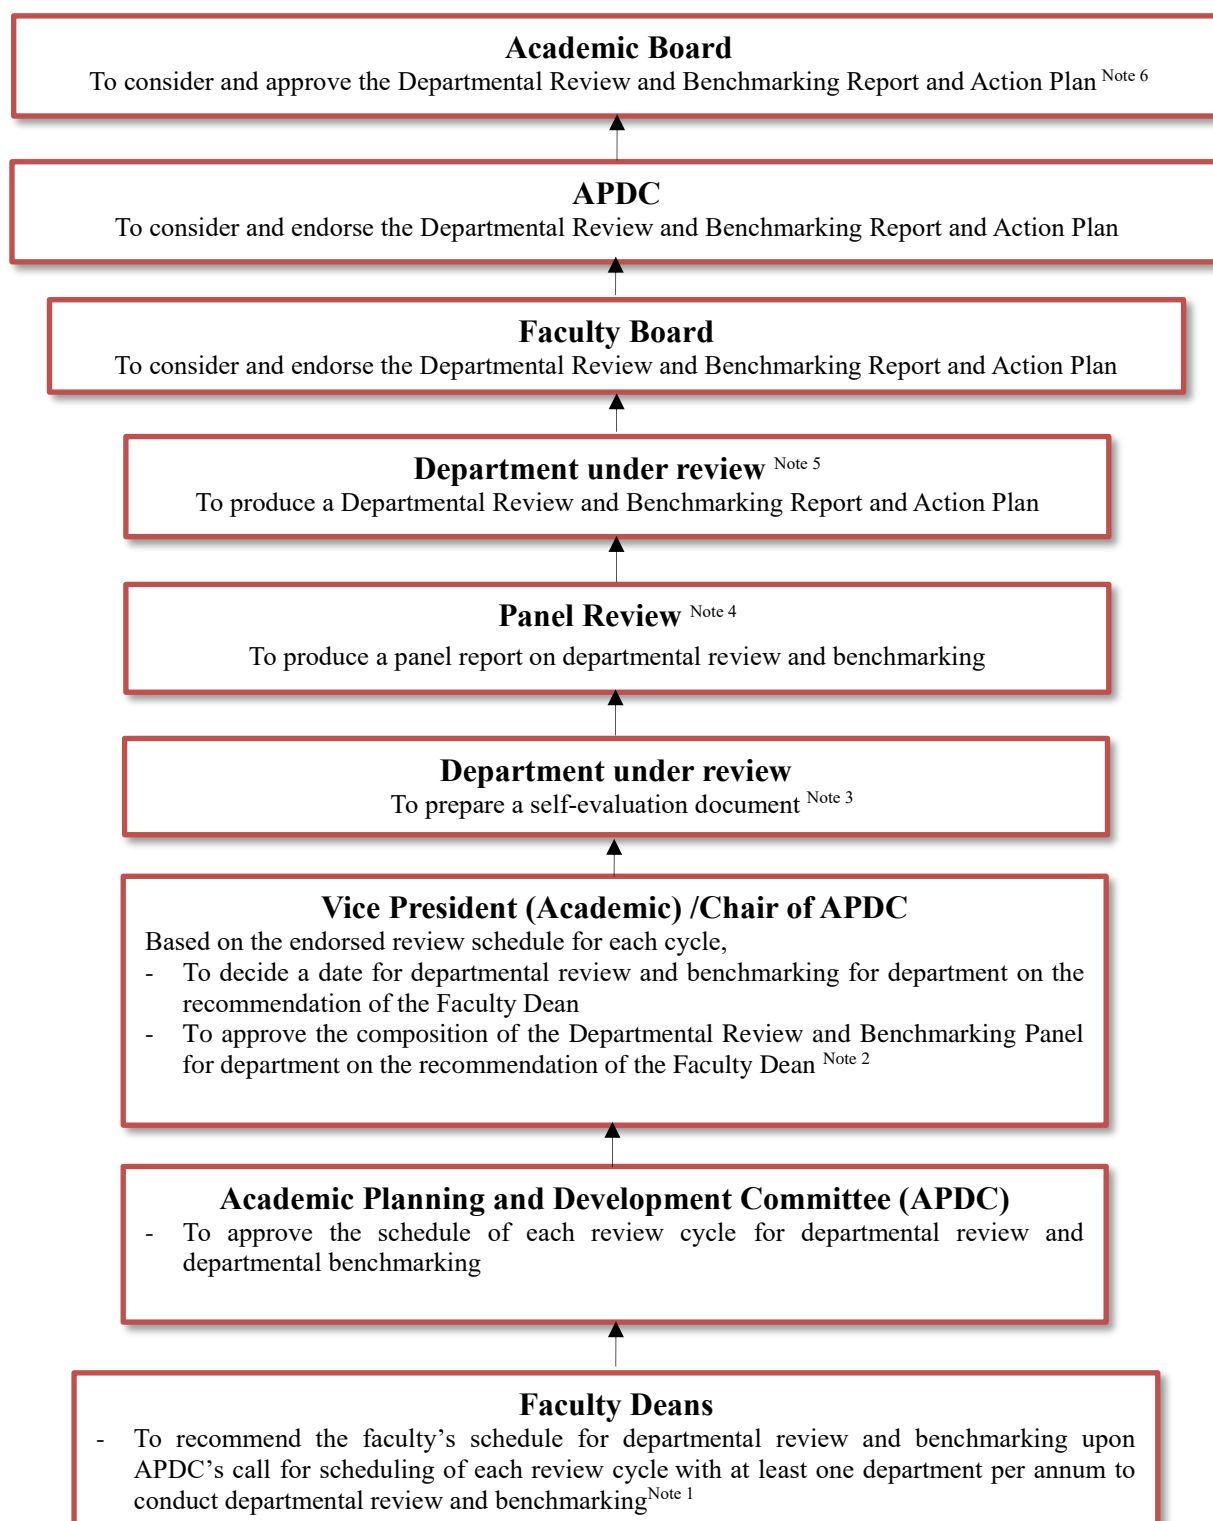 Academic Board
To consider and approve the Departmental Review and Benchmarking Report and Action Plan Note 6
APDC
To consider and endorse the Departmental Review and Benchmarking Report and Action Plan
Faculty Board
To consider and endorse the Departmental Review and Benchmarking Report and Action Plan
Department under review Note 5
To produce a Departmental Review and Benchmarking Report and Action Plan
Panel Review Note 4
To produce a panel report on departmental review and benchmarking
Department under review
To prepare a self-evaluation document Note 3
Vice President (Academic) /Chair of APDC
Based on the endorsed review schedule for each cycle,
- To decide a date for departmental review and benchmarking for department on the
recommendation of the Faculty Dean
- To approve the composition of the Departmental Review and Benchmarking Panel
for department on the recommendation of the Faculty Dean Note 2
Academic Planning and Development Committee (APDC)
- To approve the schedule of each review cycle for departmental review and
departmental benchmarking
Faculty Deans
- To recommend the faculty's schedule for departmental review and benchmarking upon
APDC's call for scheduling of each review cycle with at least one department per annum to
conduct departmental review and benchmarking Note 1